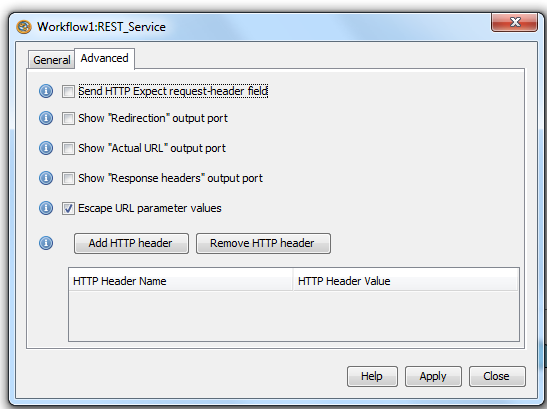 Workflow1:REST_Service
General Advanced
Send HTTP Expect request-header field
Show "Redirection" output port
Show "Actual URL" output port
Show "Response headers" output port
Escape URL parameter values
Add HTTP header Remove HTTP header
HTTP Header Name HTTP Header Value
Help Apply Close